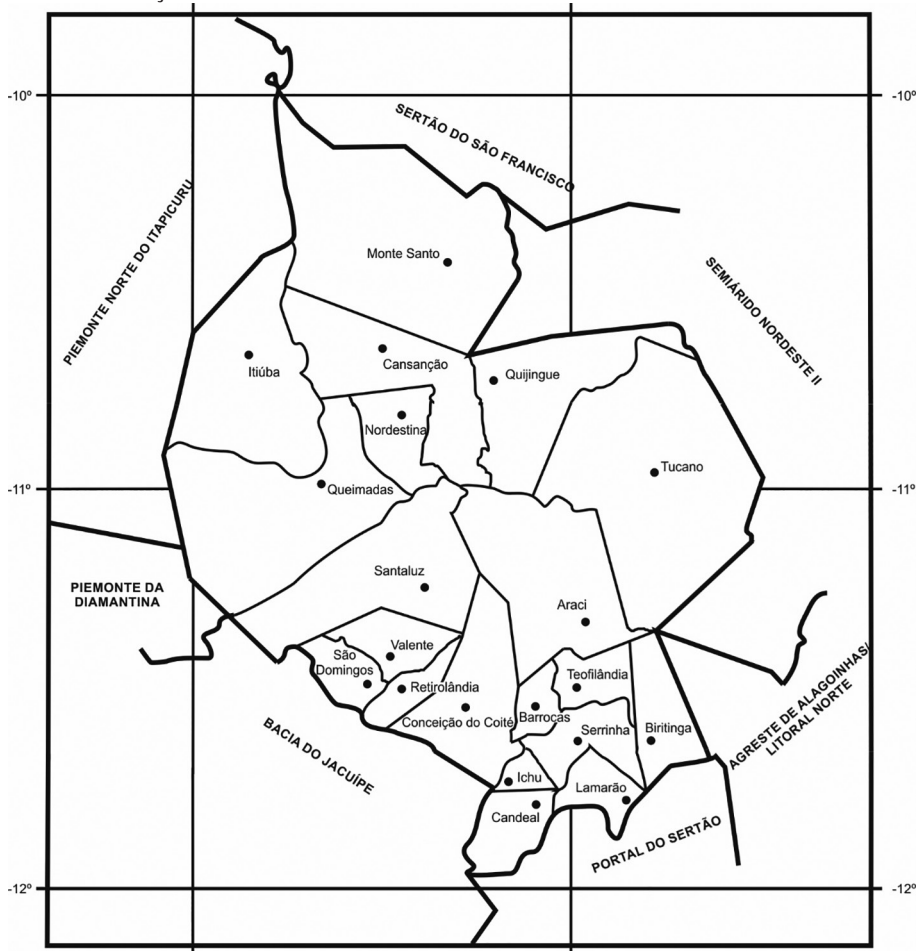 -10º
-10º
SERTÃO DO SÃO FRANCISCO
PIEMONTE NORTE DO ITAPICURU
Monte Santo
SEMIÁRIDO NORDESTE II
Cansanção
Itiúba
Quijingue
Nordestina
Tucano
-11º
Queimadas
-11º
Santaluz
PIEMONTE DA
DIAMANTINA
Araci
Valente
São
Domingos
Teofilândia
Retirolândia
Conceição do Coité
Barrocas
Serrinha
Biritinga
AGRESTE DE ALAGOINHAS/
LITORAL NORTE
BACIA DO JACUÍPE
Ichu
Lamarão
Candeal
PORTAL DO SERTÃO
-12º
-12º